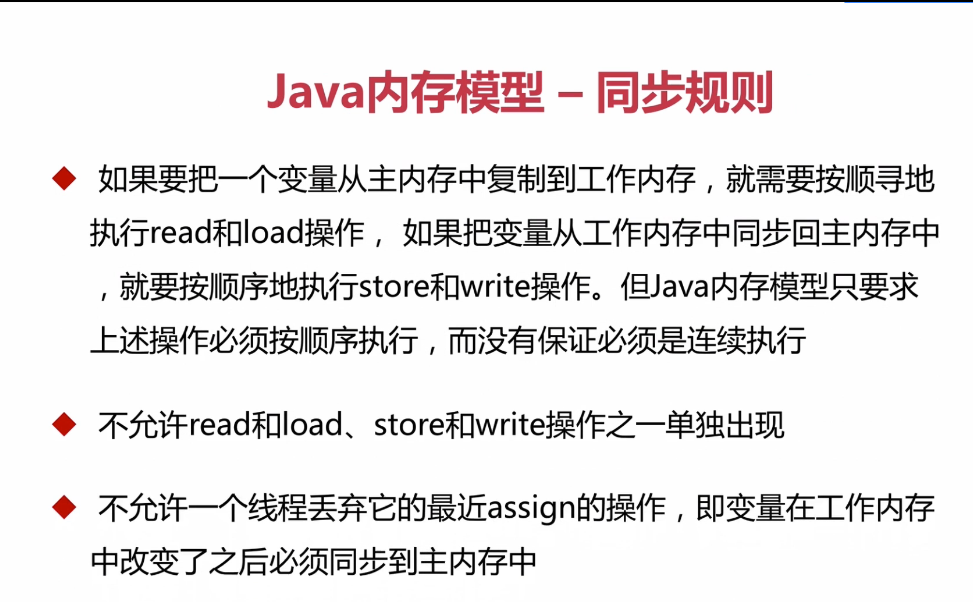 Java内存模型 – 同步规则
如果要把一个变量从主内存中复制到工作内存，就需要按顺寻地
执行read和load操作， 如果把变量从工作内存中同步回主内存中
，就要按顺序地执行store和write操作。但Java内存模型只要求
上述操作必须按顺序执行，而没有保证必须是连续执行
不允许read和load、store和write操作之一单独出现
不允许一个线程丢弃它的最近assign的操作，即变量在工作内存
中改变了之后必须同步到主内存中